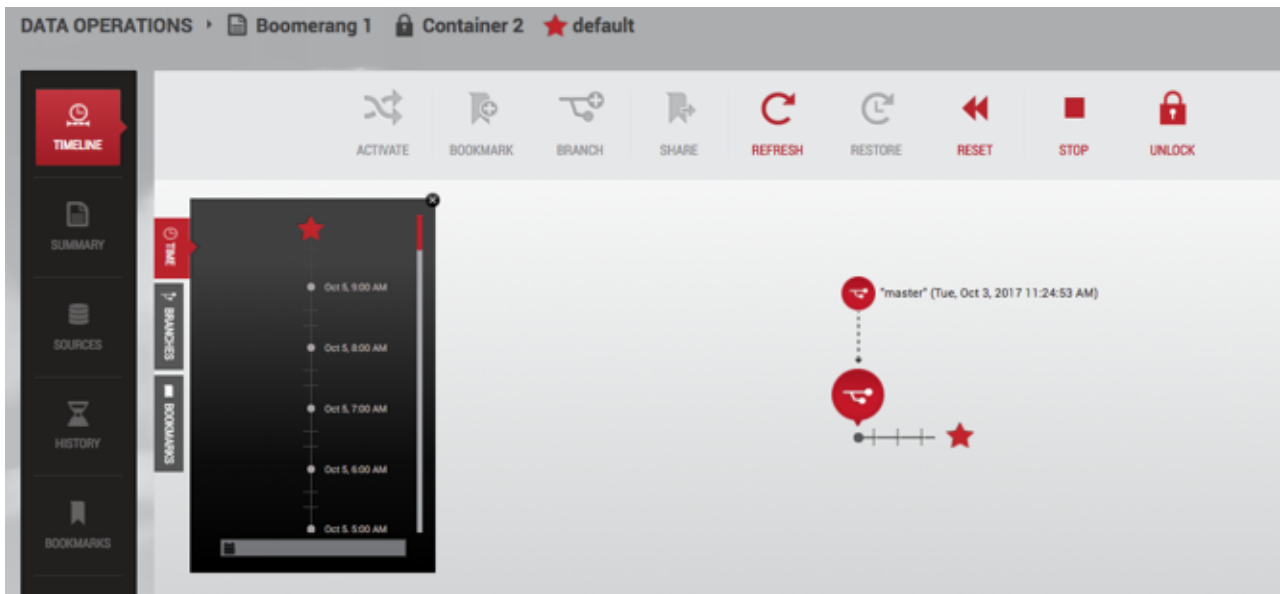 DATA OPERATIONS Boomerang 1 Container 2 default
TIMELINE
SUMMARY
SOURCES
HISTORY
BOOKMARKS
ACTIVATE BOOKMARK BRANCH SHARE REFRESH RESTORE RESET STOP UNLOCK
TIME
BRANCHES
BOOKMARKS
Oct 5, 9:00 AM
Oct 5, 8:00 AM
Oct 5, 7:00 AM
Oct 5, 6:00 AM
Oct 5. 5:00 AM
"master" (Tue, Oct 3, 2017 11:24:53 AM)